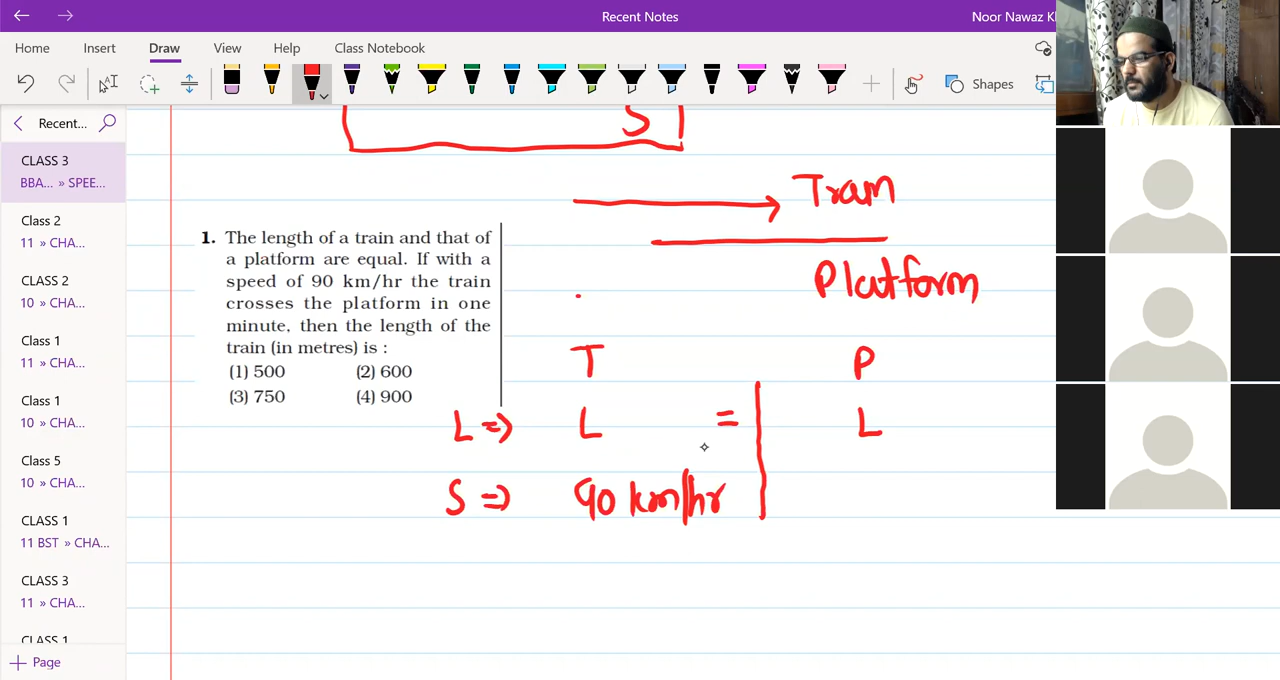 Recent Notes
Noor Nawaz Kh
Home Insert Draw View Help Class Notebook
Shapes
Recent...
CLASS 3
BBA... » SPEE...
Class 2
11 » CHA...
CLASS 2
10 » CHA...
Class 1
11 » CHA...
Class 1
10 » CHA...
Class 5
10 » CHA...
CLASS 1
11 BST » CHA...
CLASS 3
11 » CHA...
CLASS 1
Page
S
Train
Platform
1. The length of a train and that of
a platform are equal. If with a
speed of 90 km/hr the train
crosses the platform in one
minute, then the length of the
train (in metres) is :
(1) 500 (2) 600
(3) 750 (4) 900
T P
L => L = L
S => 90 km/hr